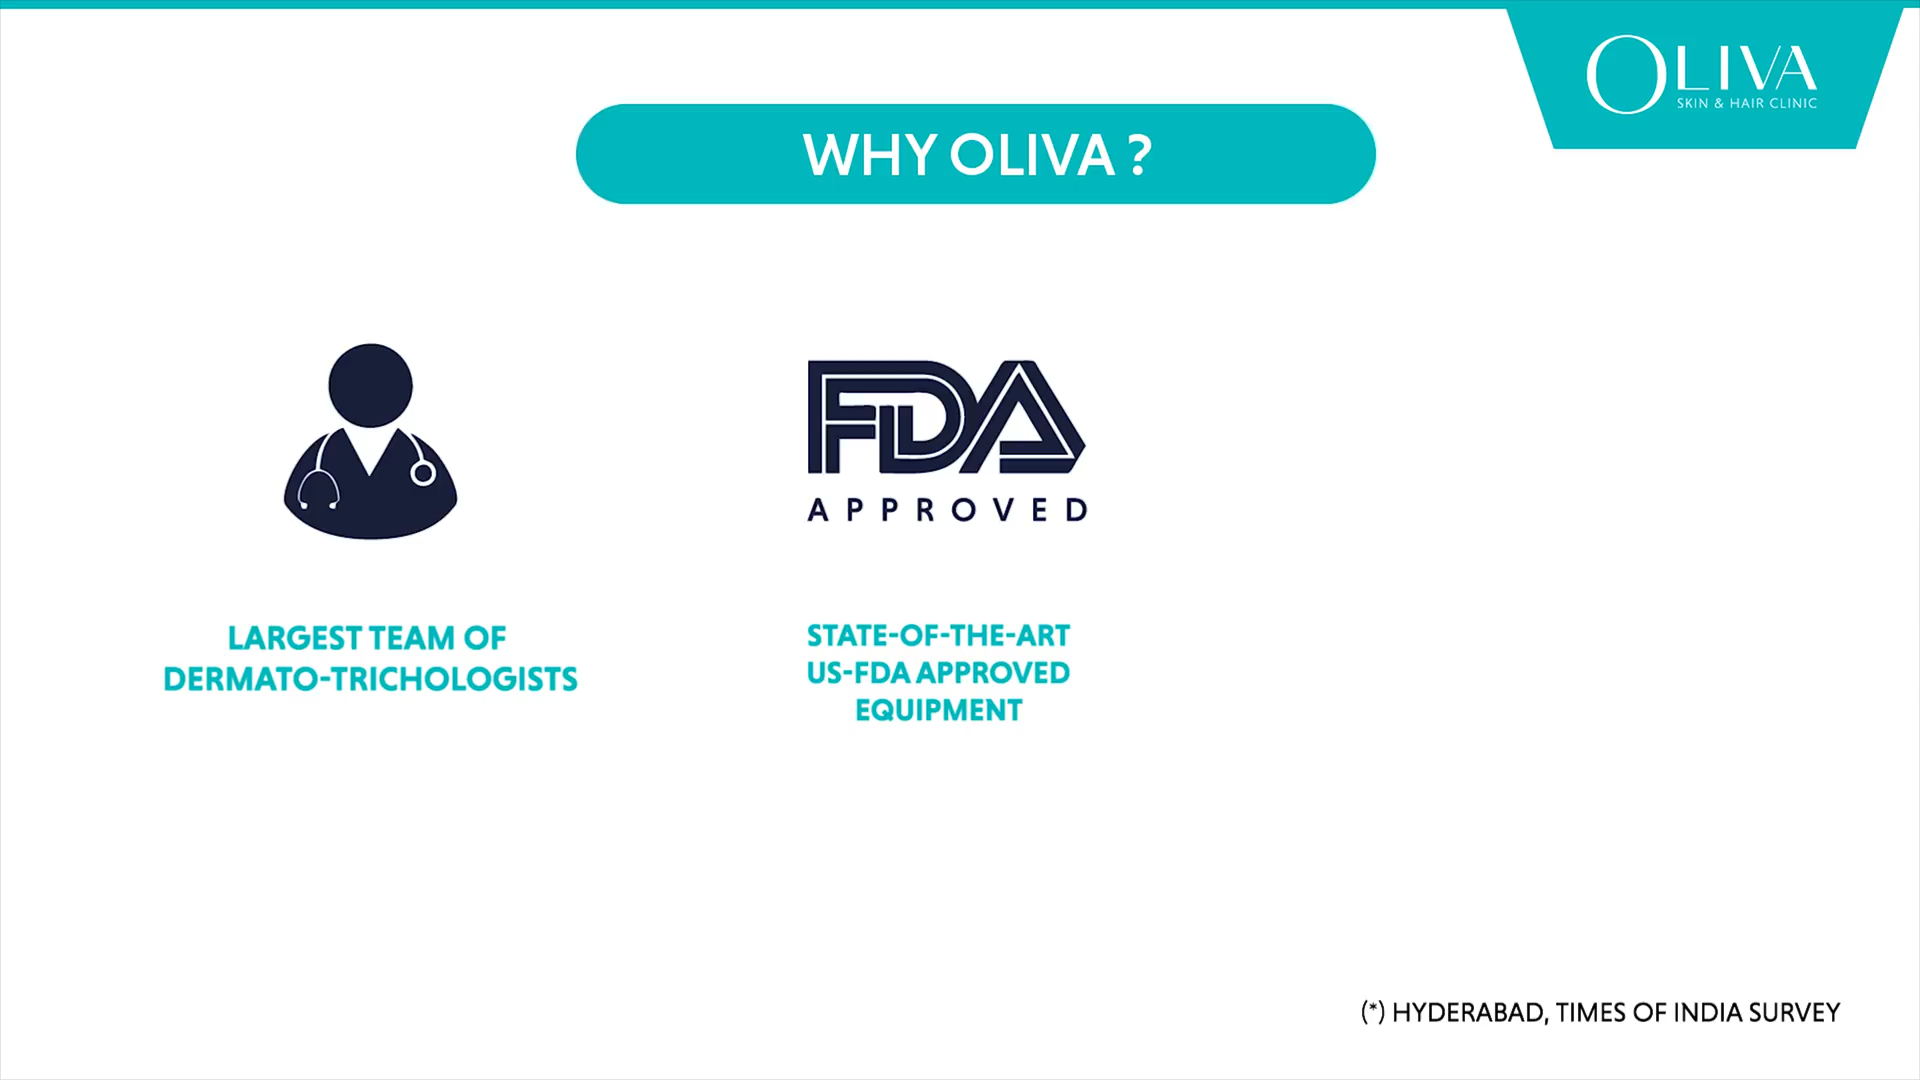 OLIVA
SKIN & HAIR CLINIC
WHY OLIVA ?
FDA
APPROVED
LARGEST TEAM OF
DERMATO-TRICHOLOGISTS
STATE-OF-THE-ART
US-FDA APPROVED
EQUIPMENT
(*) HYDERABAD, TIMES OF INDIA SURVEY